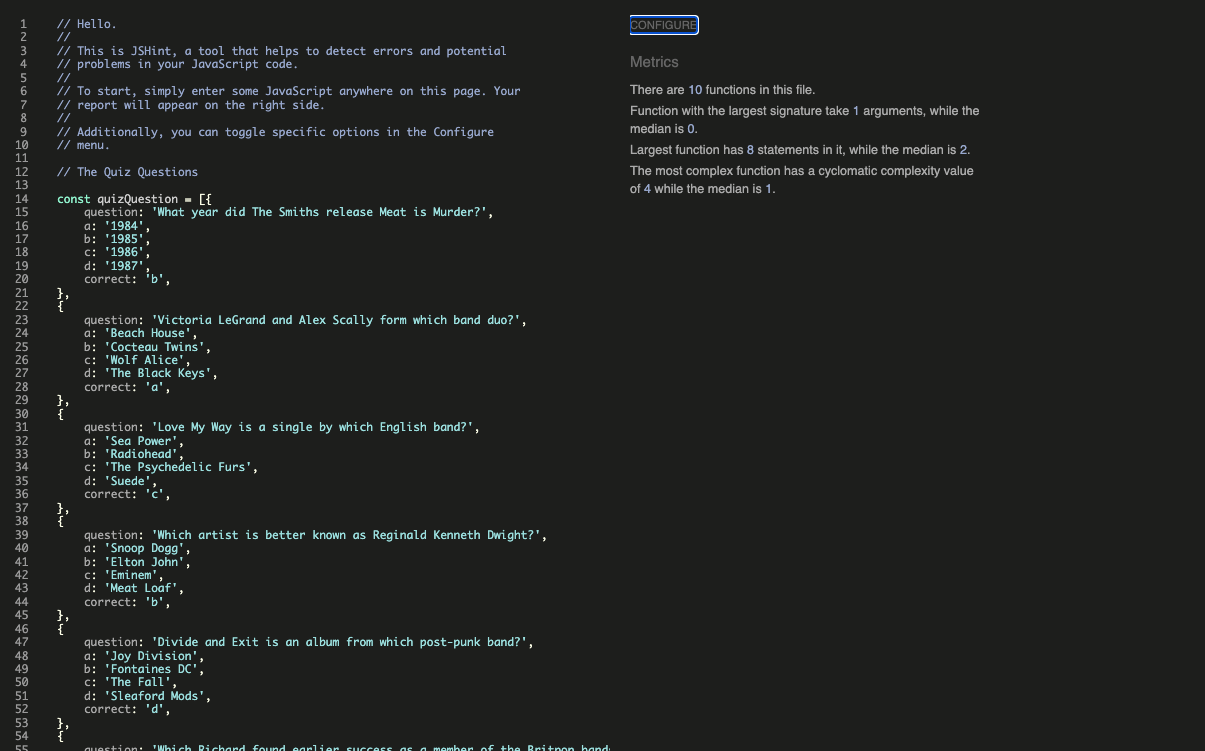 1 // Hello.
2 //
3 // This is JSHint, a tool that helps to detect errors and potential
4 // problems in your JavaScript code.
5 //
6 // To start, simply enter some JavaScript anywhere on this page. Your
7 // report will appear on the right side.
8 //
9 // Additionally, you can toggle specific options in the Configure
10 // menu.
11
12 // The Quiz Questions
13
14 const quizQuestion = [{
15 question: 'What year did The Smiths release Meat is Murder?',
16 a: '1984',
17 b: '1985',
18 c: '1986',
19 d: '1987',
20 correct: 'b',
21 },
22 {
23 question: 'Victoria LeGrand and Alex Scally form which band duo?',
24 a: 'Beach House',
25 b: 'Cocteau Twins',
26 c: 'Wolf Alice',
27 d: 'The Black Keys',
28 correct: 'a',
29 },
30 {
31 question: 'Love My Way is a single by which English band?',
32 a: 'Sea Power',
33 b: 'Radiohead',
34 c: 'The Psychedelic Furs',
35 d: 'Suede',
36 correct: 'c',
37 },
38 {
39 question: 'Which artist is better known as Reginald Kenneth Dwight?',
40 a: 'Snoop Dogg',
41 b: 'Elton John',
42 c: 'Eminem',
43 d: 'Meat Loaf',
44 correct: 'b',
45 },
46 {
47 question: 'Divide and Exit is an album from which post-punk band?',
48 a: 'Joy Division',
49 b: 'Fontaines DC',
50 c: 'The Fall',
51 d: 'Sleaford Mods',
52 correct: 'd',
53 },
54 {
55 question: 'Which Richard found earlier success as a member of the Britpop band
CONFIGURE
Metrics
There are 10 functions in this file.
Function with the largest signature take 1 arguments, while the
median is 0.
Largest function has 8 statements in it, while the median is 2.
The most complex function has a cyclomatic complexity value
of 4 while the median is 1.